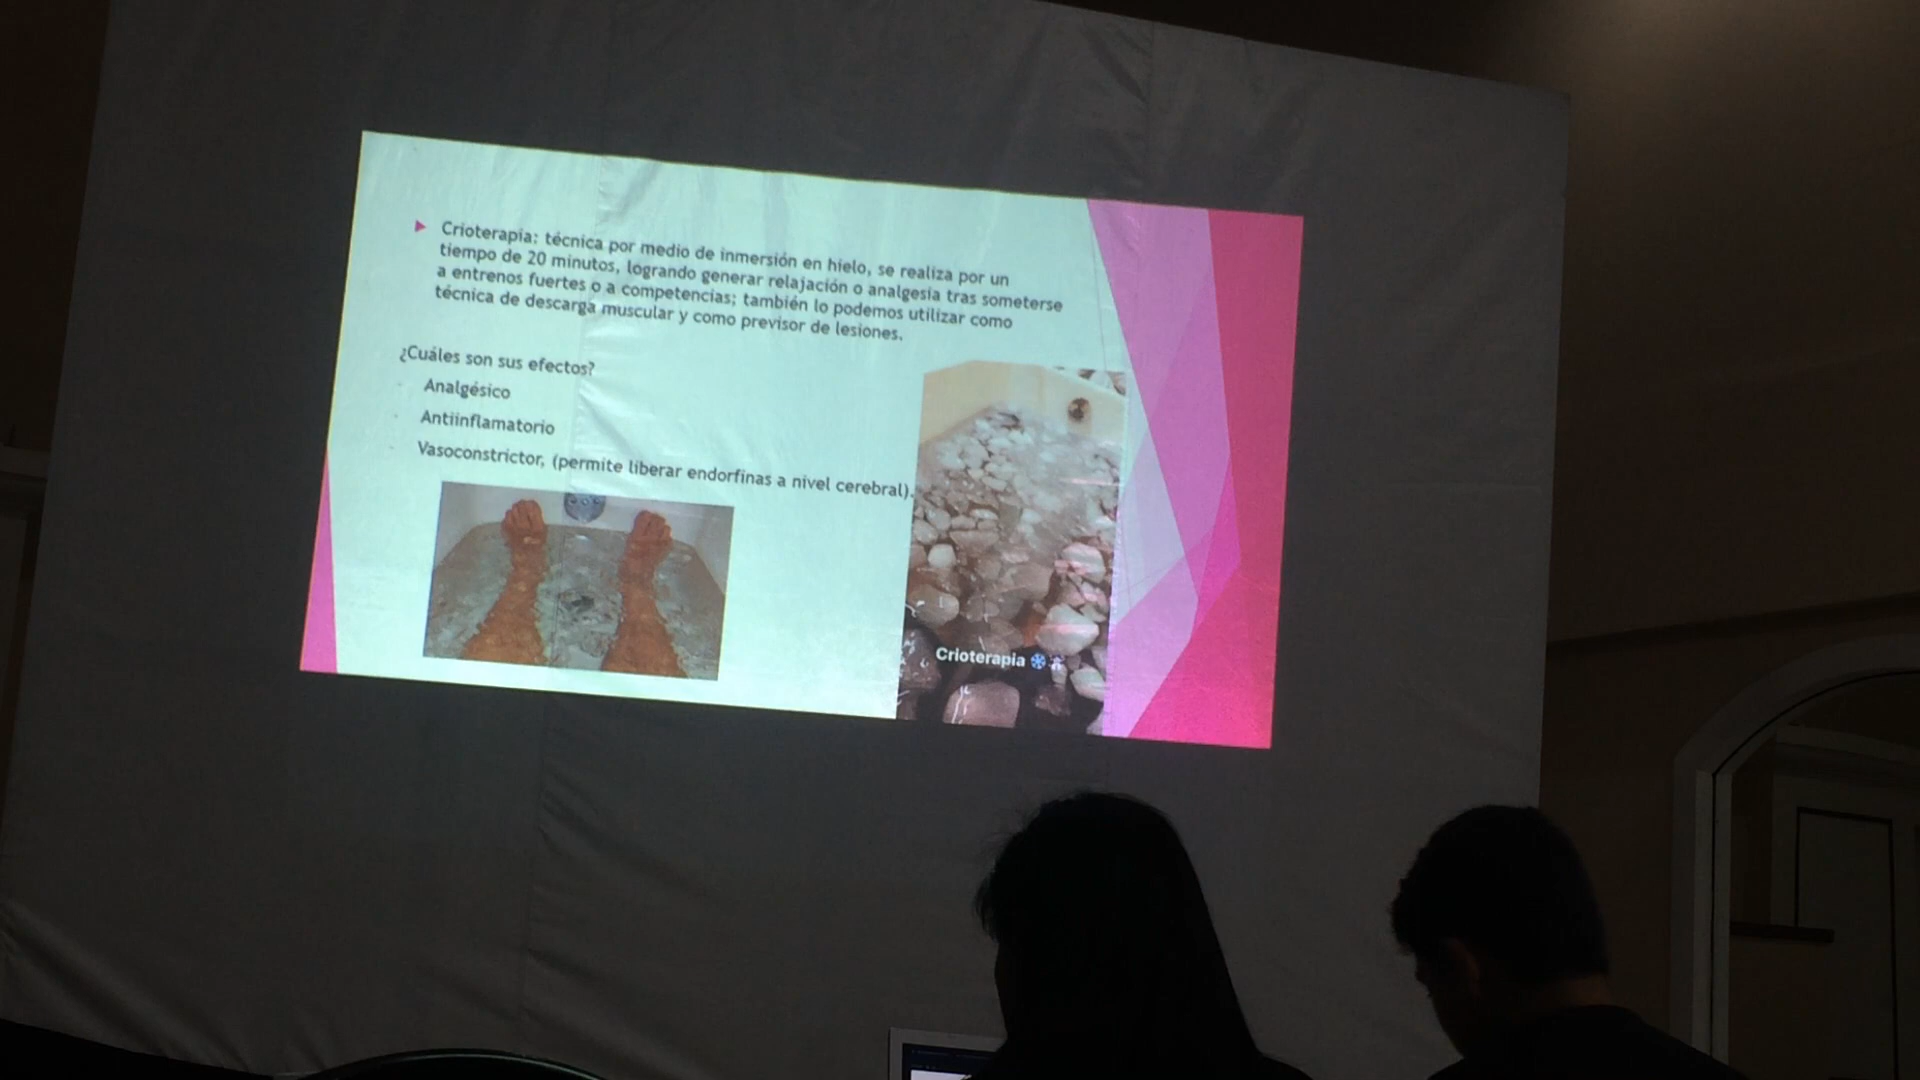 Crioterapia; técnica por medio de inmersión en hielo, se realiza por un
tiempo de 20 minutos, logrando generar relajación o analgesia tras someterse
a entrenos fuertes o a competencias; también lo podemos utilizar como
técnica de descarga muscular y como previsor de lesiones.
¿Cuáles son sus efectos?
- Analgésico
- Antiinflamatorio
- Vasoconstrictor, (permite liberar endorfinas a nivel cerebral).
Crioterapia